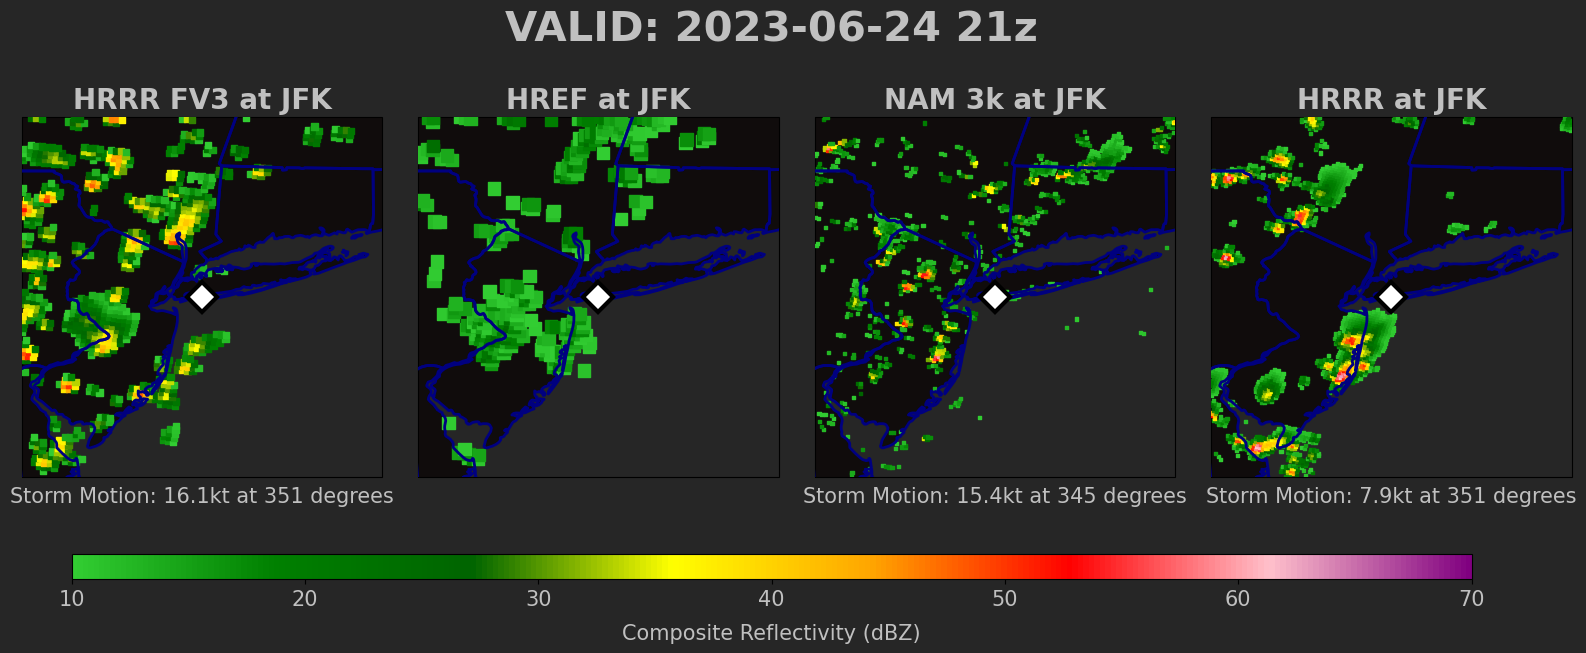 VALID: 2023-06-24 21z
HRRR FV3 at JFK
HREF at JFK
NAM 3k at JFK
HRRR at JFK
Storm Motion: 16.1kt at 351 degrees
Storm Motion: 15.4kt at 345 degrees
Storm Motion: 7.9kt at 351 degrees
10 20 30 40 50 60 70
Composite Reflectivity (dBZ)